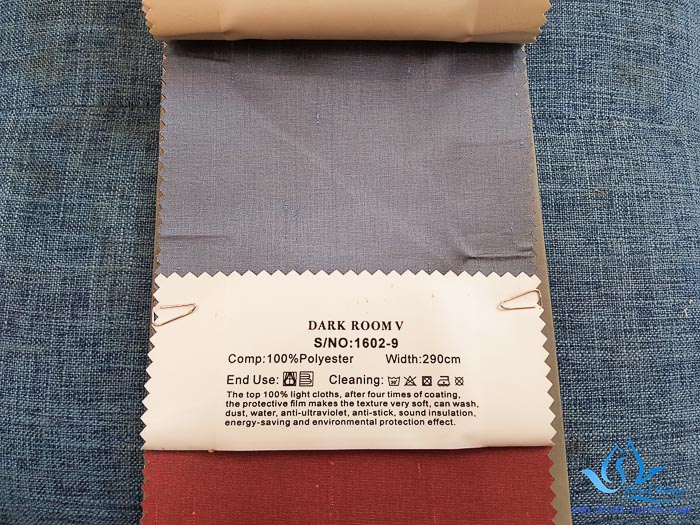 DARK ROOM V
S/NO:1602-9
Comp:100%Polyester Width:290cm
End Use: Cleaning:
The top 100% light cloths, after four times of coating,
the protective film makes the texture very soft, can wash,
dust, water, anti-ultraviolet, anti-stick, sound insulation,
energy-saving and environmental protection effect.